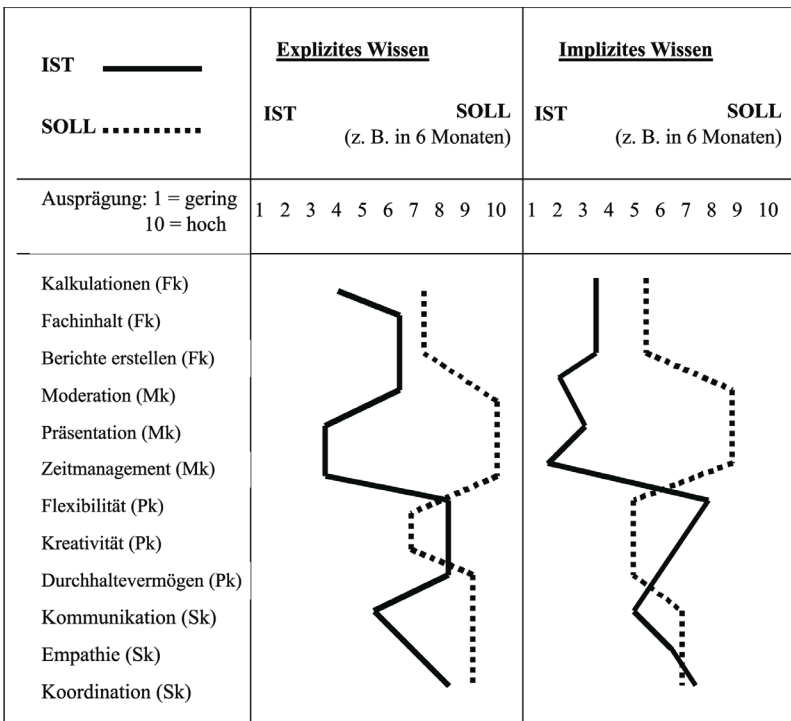 IST
SOLL
Explizites Wissen
IST SOLL
(z. B. in 6 Monaten)
Implizites Wissen
IST SOLL
(z. B. in 6 Monaten)
Ausprägung: 1 = gering
10 = hoch
1 2 3 4 5 6 7 8 9 10
1 2 3 4 5 6 7 8 9 10
Kalkulationen (Fk)
Fachinhalt (Fk)
Berichte erstellen (Fk)
Moderation (Mk)
Präsentation (Mk)
Zeitmanagement (Mk)
Flexibilität (Pk)
Kreativität (Pk)
Durchhaltevermögen (Pk)
Kommunikation (Sk)
Empathie (Sk)
Koordination (Sk)